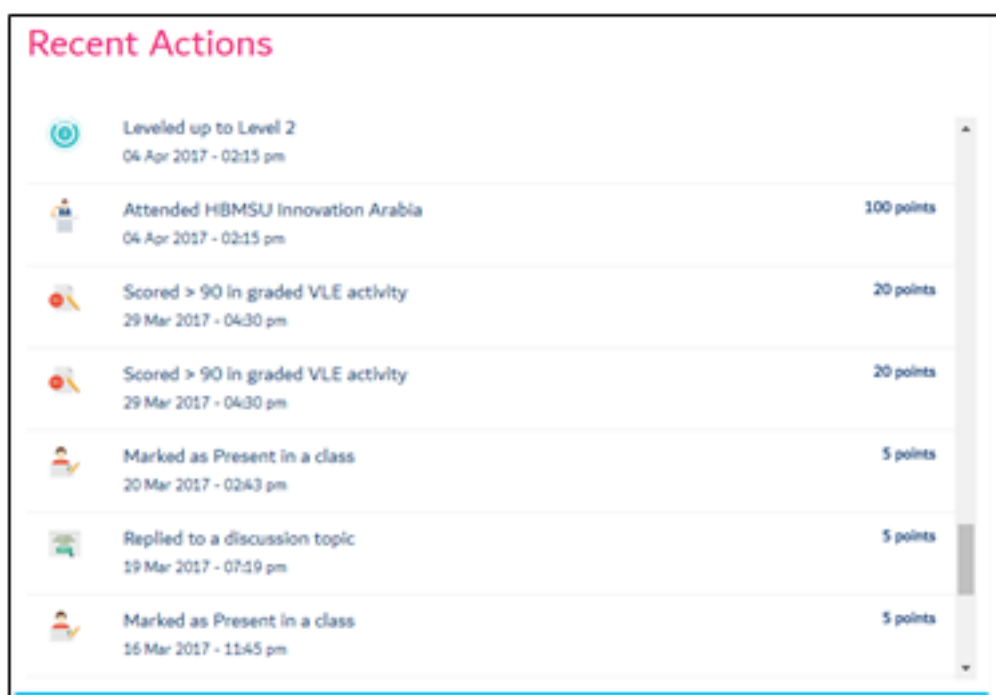 Recent Actions
Leveled up to Level 2
04 Apr 2017 - 02:15 pm
Attended HBMSU Innovation Arabia 100 points
04 Apr 2017 - 02:15 pm
Scored > 90 in graded VLE activity 20 points
29 Mar 2017 - 04:30 pm
Scored > 90 in graded VLE activity 20 points
29 Mar 2017 - 04:30 pm
Marked as Present in a class 5 points
20 Mar 2017 - 02:43 pm
Replied to a discussion topic 5 points
19 Mar 2017 - 07:19 pm
Marked as Present in a class 5 points
16 Mar 2017 - 11:45 pm